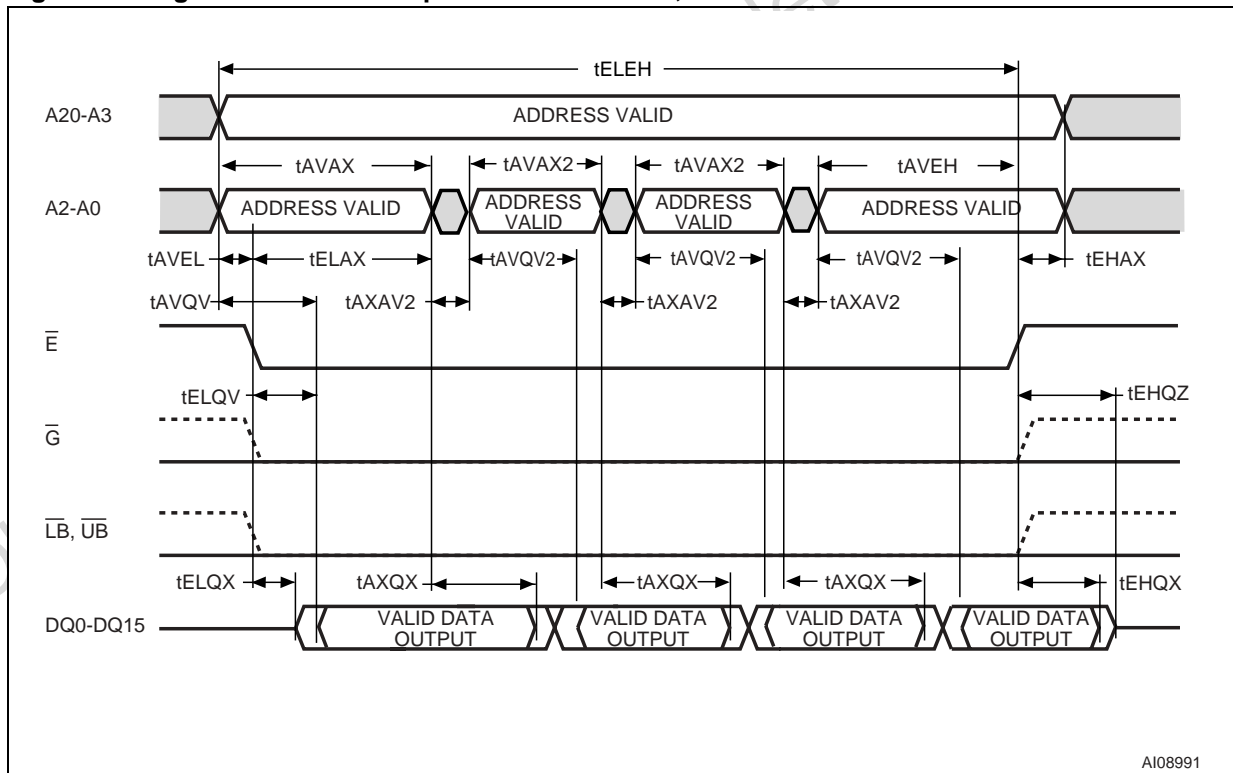 tELEH
A20-A3
ADDRESS VALID
tAVAX
tAVAX2
tAVAX2
tAVEH
A2-A0
ADDRESS VALID
ADDRESS
VALID
ADDRESS
VALID
ADDRESS VALID
tAVEL
tELAX
tAVQV2
tAVQV2
tAVQV2
tEHAX
tAVQV
tAXAV2
tAXAV2
tAXAV2
E
tELQV
tEHQZ
G
LB, UB
tELQX
tAXQX
tAXQX
tAXQX
tEHQX
DQ0-DQ15
VALID DATA
OUTPUT
VALID DATA
OUTPUT
VALID DATA
OUTPUT
VALID DATA
OUTPUT
AI08991